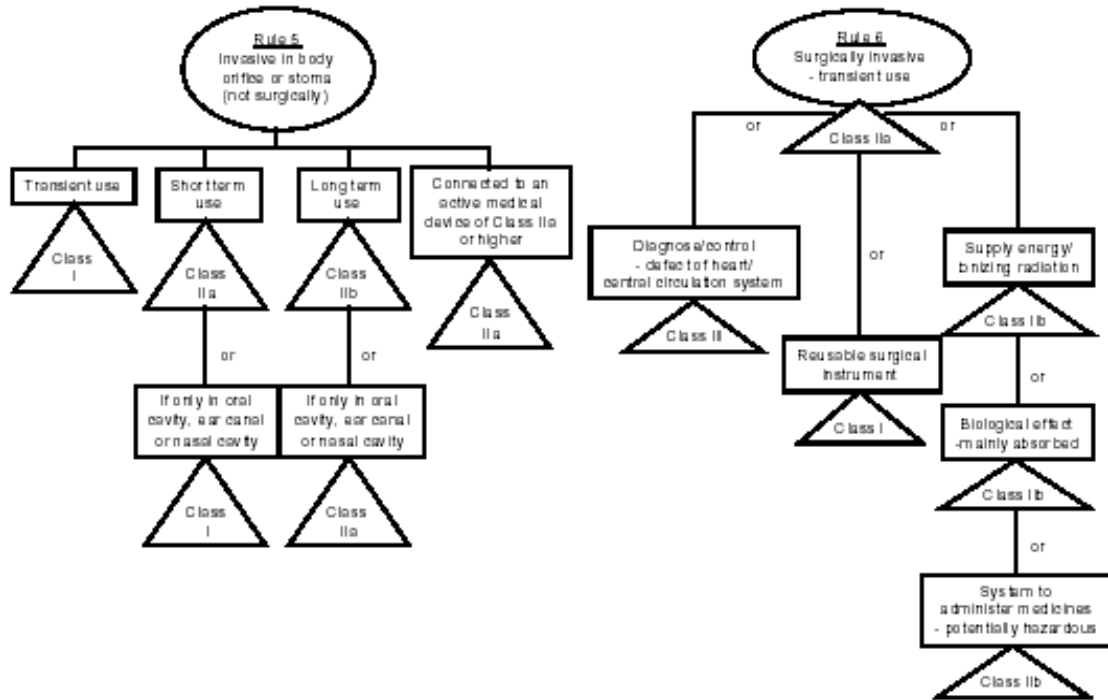 Rule 5
Invasive in body
orifice or stoma
(not surgically)
Transient use
Class
I
Short term
use
Class
IIa
or
If only in oral
cavity, ear canal
or nasal cavity
Class
I
Long term
use
Class
IIb
or
If only in oral
cavity, ear canal
or nasal cavity
Class
IIa
Connected to an
active medical
device of Class IIa
or higher
Class
IIa
Rule 6
Surgically invasive
- transient use
Class IIa
or
Diagnose/control
- defect of heart/
central circulation system
Class III
or
Reusable surgical
instrument
Class I
or
Supply energy/
ionizing radiation
Class IIb
or
Biological effect
-mainly absorbed
Class IIb
or
System to
administer medicines
- potentially hazardous
Class IIb